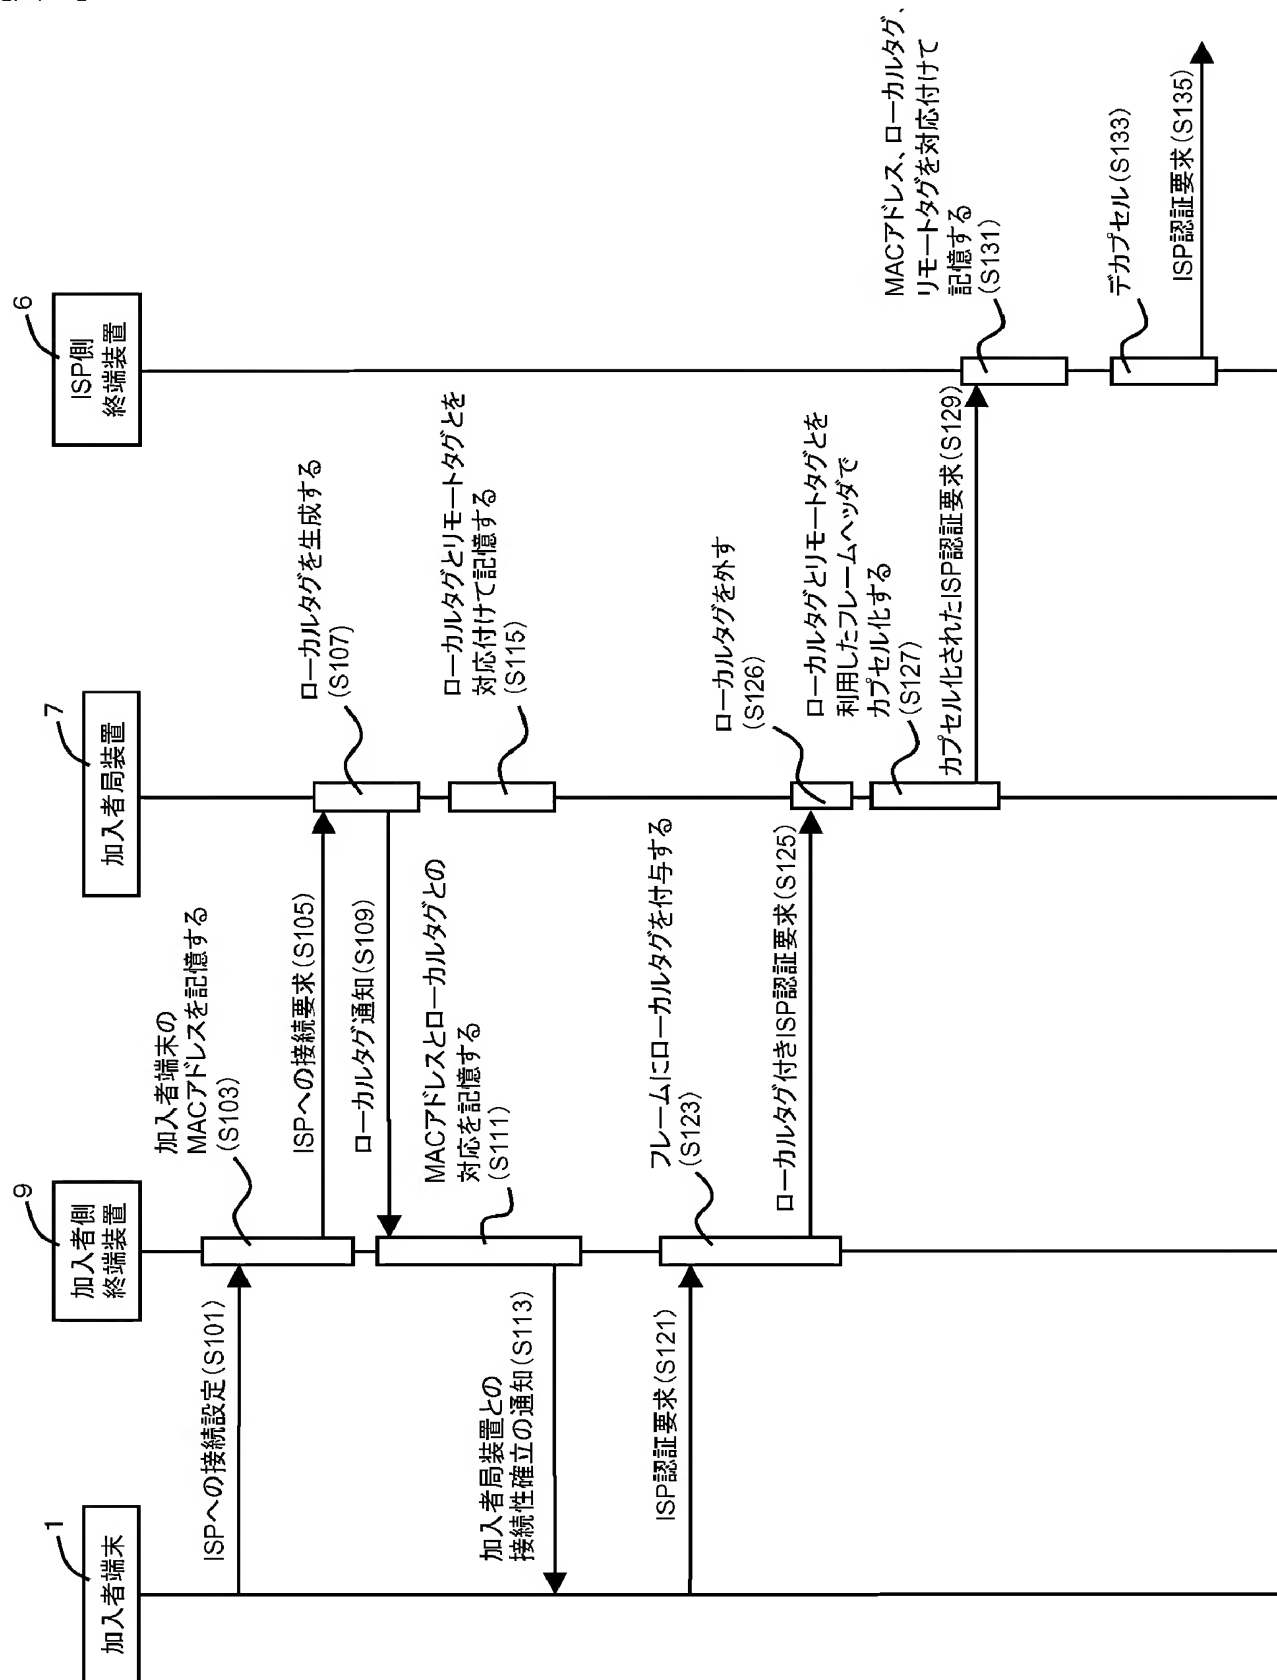 1
加入者端末
9
加入者側
終端装置
7
加入者局装置
6
ISP側
終端装置
ISPへの接続設定(S101)
加入者端末の
MACアドレスを記憶する
(S103)
ISPへの接続要求(S105)
ローカルタグを生成する
(S107)
ローカルタグ通知(S109)
MACアドレスとローカルタグとの
対応を記憶する
(S111)
加入者局装置との
接続性確立の通知(S113)
ローカルタグとリモートタグとを
対応付けて記憶する
(S115)
ISP認証要求(S121)
フレームにローカルタグを付与する
(S123)
ローカルタグ付きISP認証要求(S125)
ローカルタグを外す
(S126)
ローカルタグとリモートタグとを
利用したフレームヘッダで
カプセル化する
(S127)
カプセル化されたISP認証要求(S129)
MACアドレス、ローカルタグ、
リモートタグを対応付けて
記憶する
(S131)
デカプセル(S133)
ISP認証要求(S135)